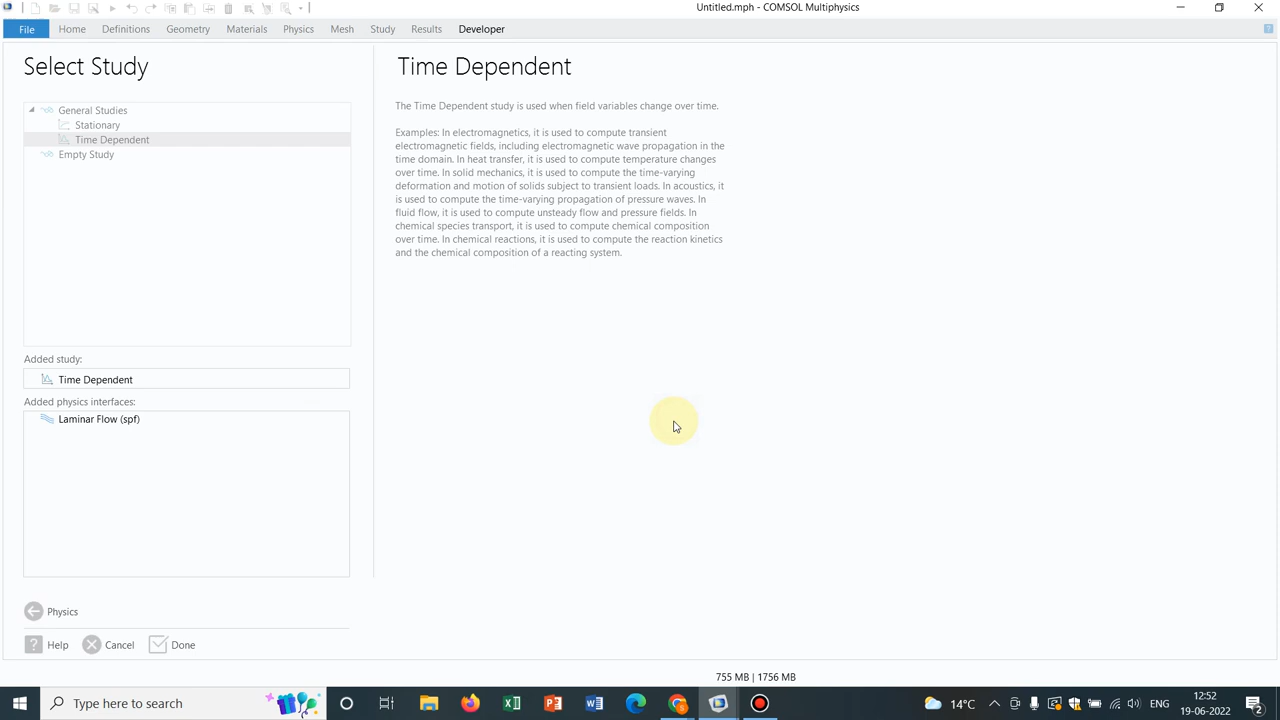 Untitled.mph - COMSOL Multiphysics
File Home Definitions Geometry Materials Physics Mesh Study Results Developer
Select Study
General Studies
Stationary
Time Dependent
Empty Study
Added study:
Time Dependent
Added physics interfaces:
Laminar Flow (spf)
Physics
Help Cancel Done
Time Dependent
The Time Dependent study is used when field variables change over time.
Examples: In electromagnetics, it is used to compute transient
electromagnetic fields, including electromagnetic wave propagation in the
time domain. In heat transfer, it is used to compute temperature changes
over time. In solid mechanics, it is used to compute the time-varying
deformation and motion of solids subject to transient loads. In acoustics, it
is used to compute the time-varying propagation of pressure waves. In
fluid flow, it is used to compute unsteady flow and pressure fields. In
chemical species transport, it is used to compute chemical composition
over time. In chemical reactions, it is used to compute the reaction kinetics
and the chemical composition of a reacting system.
755 MB | 1756 MB
Type here to search
14°C ENG 12:52
19-06-2022
2